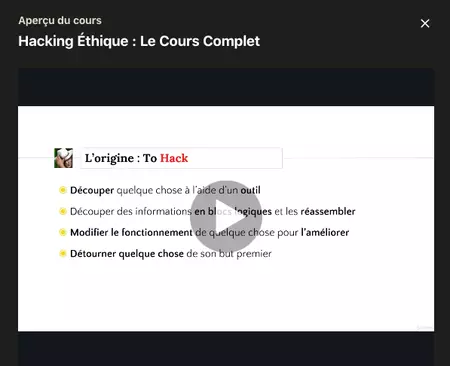 Aperçu du cours
Hacking Éthique : Le Cours Complet
L'origine : To Hack
Découper quelque chose à l'aide d'un outil
Découper des informations en blocs logiques et les réassembler
Modifier le fonctionnement de quelque chose pour l'améliorer
Détourner quelque chose de son but premier